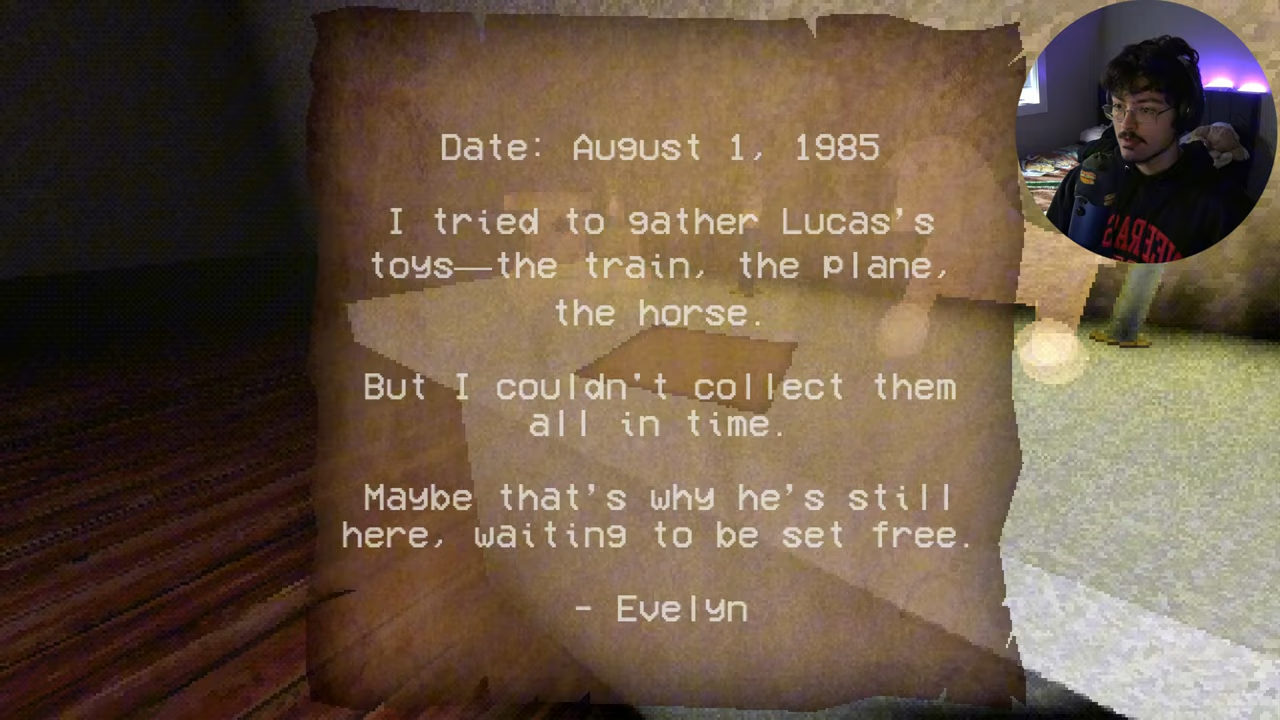 Date: August 1, 1985
I tried to gather Lucas's
toys—the train, the plane,
the horse.
But I couldn't collect them
all in time.
Maybe that's why he's still
here, waiting to be set free.
- Evelyn